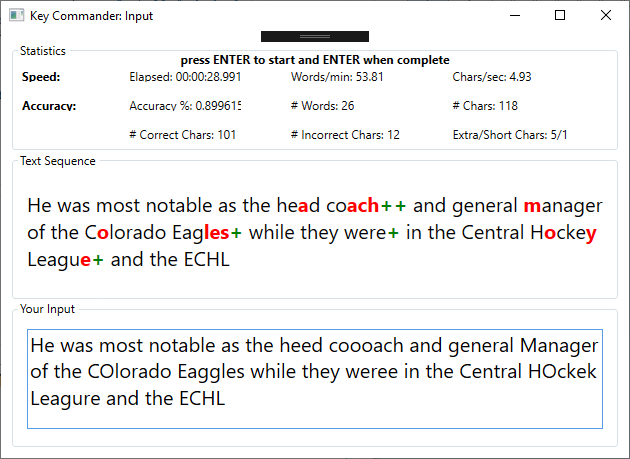 Key Commander: Input
Statistics
press ENTER to start and ENTER when complete
Speed: Elapsed: 00:00:28.991 Words/min: 53.81 Chars/sec: 4.93
Accuracy: Accuracy %: 0.899615 # Words: 26 # Chars: 118
# Correct Chars: 101 # Incorrect Chars: 12 Extra/Short Chars: 5/1
Text Sequence
He was most notable as the head coach++ and general manager
of the Colorado Eagles+ while they were+ in the Central Hockey
League+ and the ECHL
Your Input
He was most notable as the heed coooach and general Manager
of the COlorado Eaggles while they weree in the Central HOckek
Leagure and the ECHL